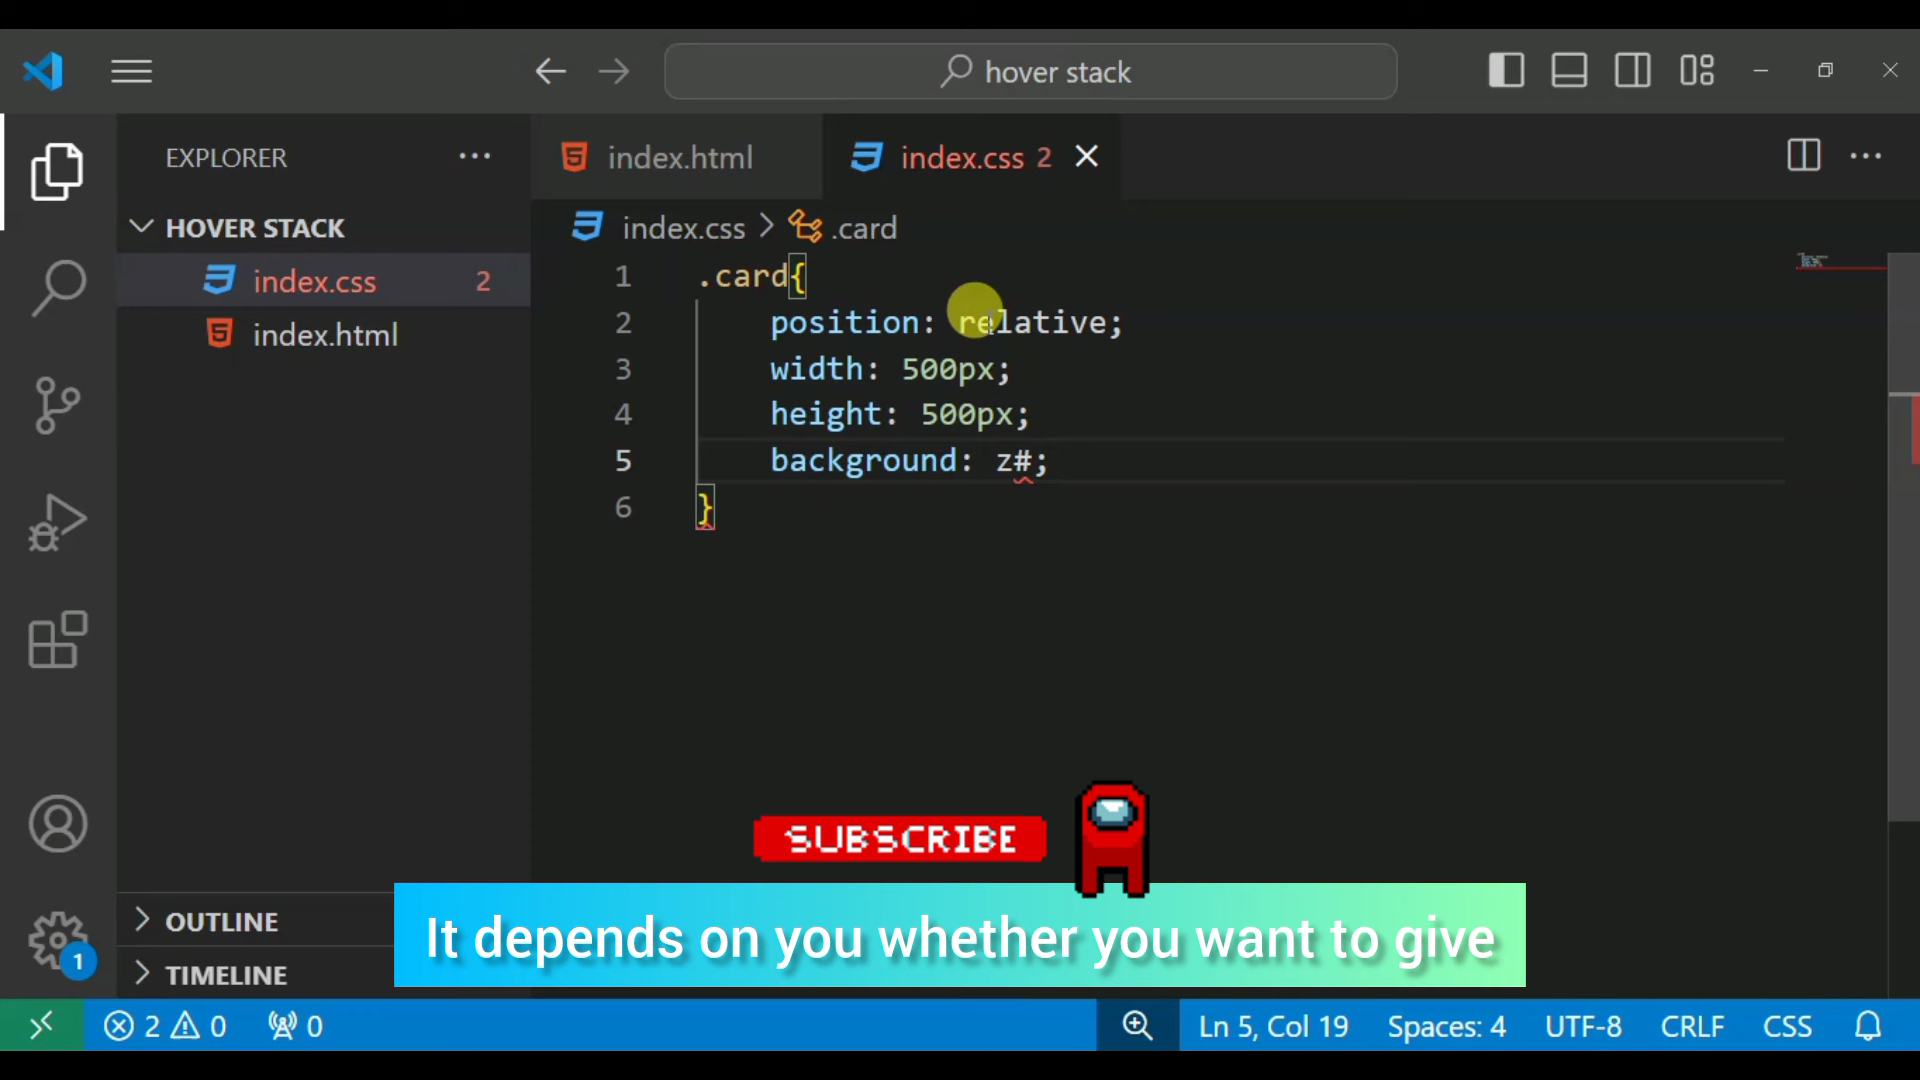 hover stack
EXPLORER
index.html
index.css 2
HOVER STACK
index.css > .card
index.css 2
index.html
1 .card{
2 position: relative;
3 width: 500px;
4 height: 500px;
5 background: z#;
6 }
SUBSCRIBE
It depends on you whether you want to give
OUTLINE
TIMELINE
1
2 0 0
Ln 5, Col 19 Spaces: 4 UTF-8 CRLF CSS